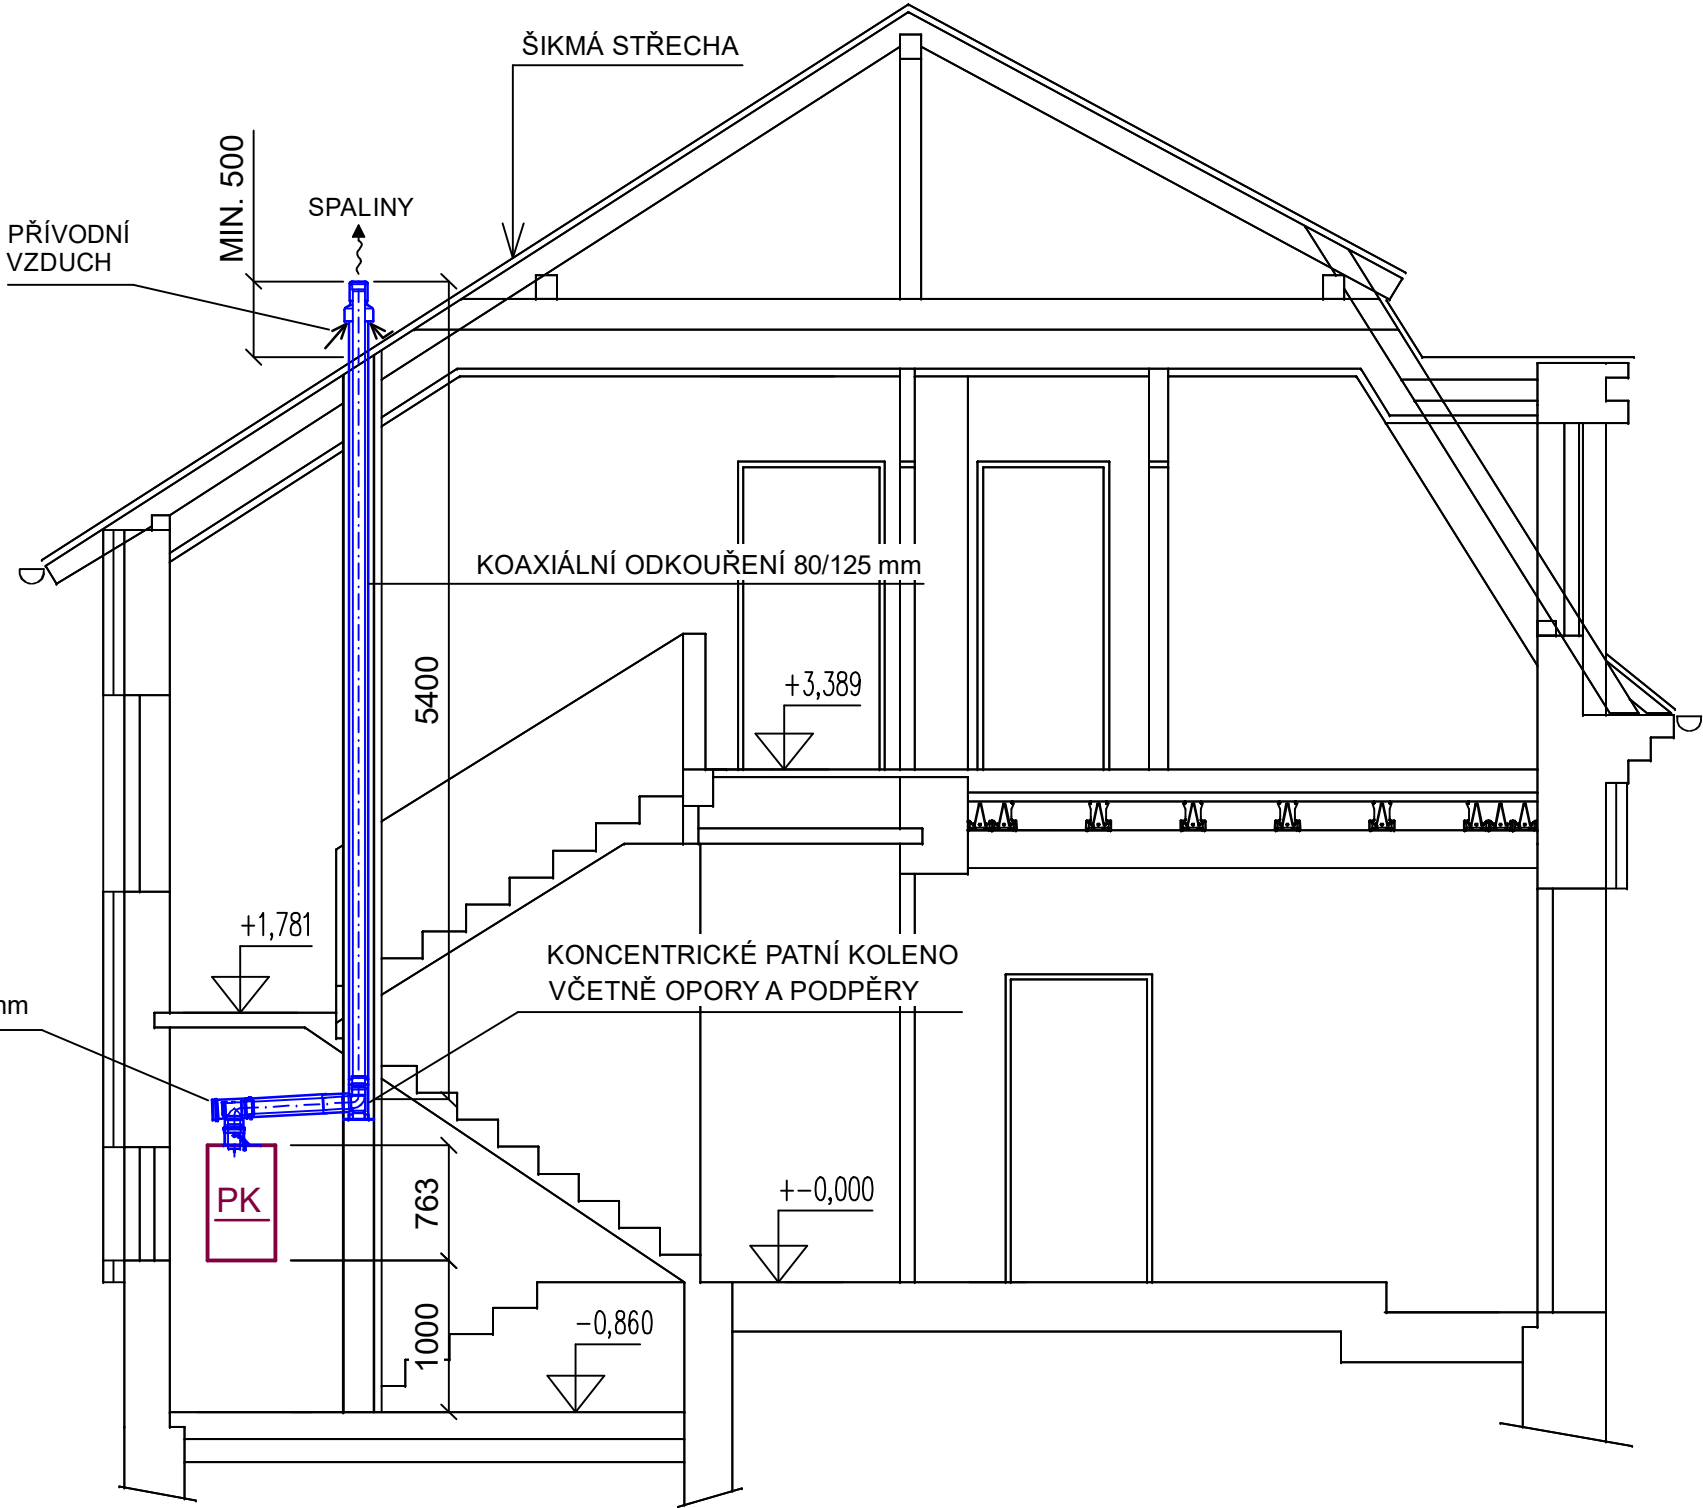 ŠIKMÁ STŘECHA
MIN. 500
SPALINY
PŘÍVODNÍ
VZDUCH
KOAXIÁLNÍ ODKOUŘENÍ 80/125 mm
5400
+3,389
+1,781
KONCENTRICKÉ PATNÍ KOLENO
VČETNĚ OPORY A PODPĚRY
mm
PK
763
+-0,000
1000
-0,860